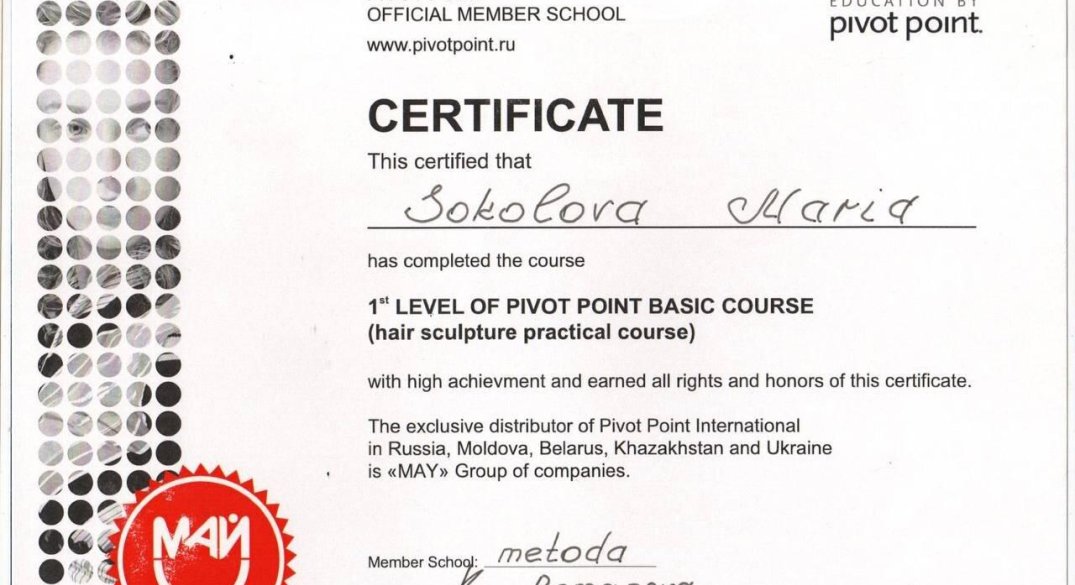 OFFICIAL MEMBER SCHOOL
www.pivotpoint.ru
EDUCATION BY
pivot point.
CERTIFICATE
This certified that
Sokolova Maria
has completed the course
1st LEVEL OF PIVOT POINT BASIC COURSE
(hair sculpture practical course)
with high achievment and earned all rights and honors of this certificate.
The exclusive distributor of Pivot Point International
in Russia, Moldova, Belarus, Khazakhstan and Ukraine
is «MAY» Group of companies.
МАЙ
Member School: metoda